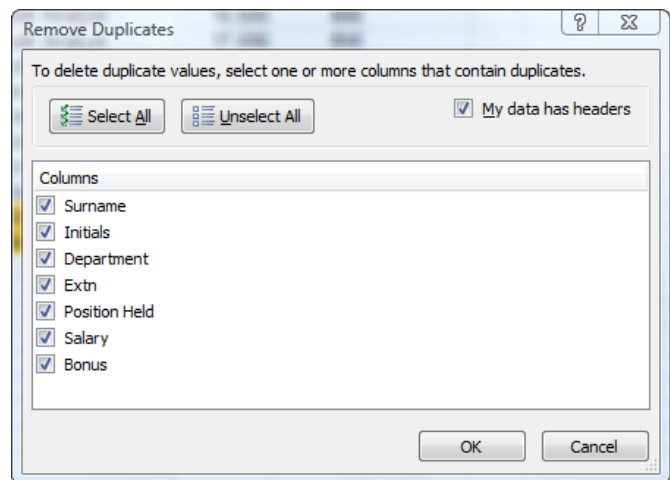 Remove Duplicates
To delete duplicate values, select one or more columns that contain duplicates.
Select All Unselect All My data has headers
Columns
Surname
Initials
Department
Extn
Position Held
Salary
Bonus
OK Cancel